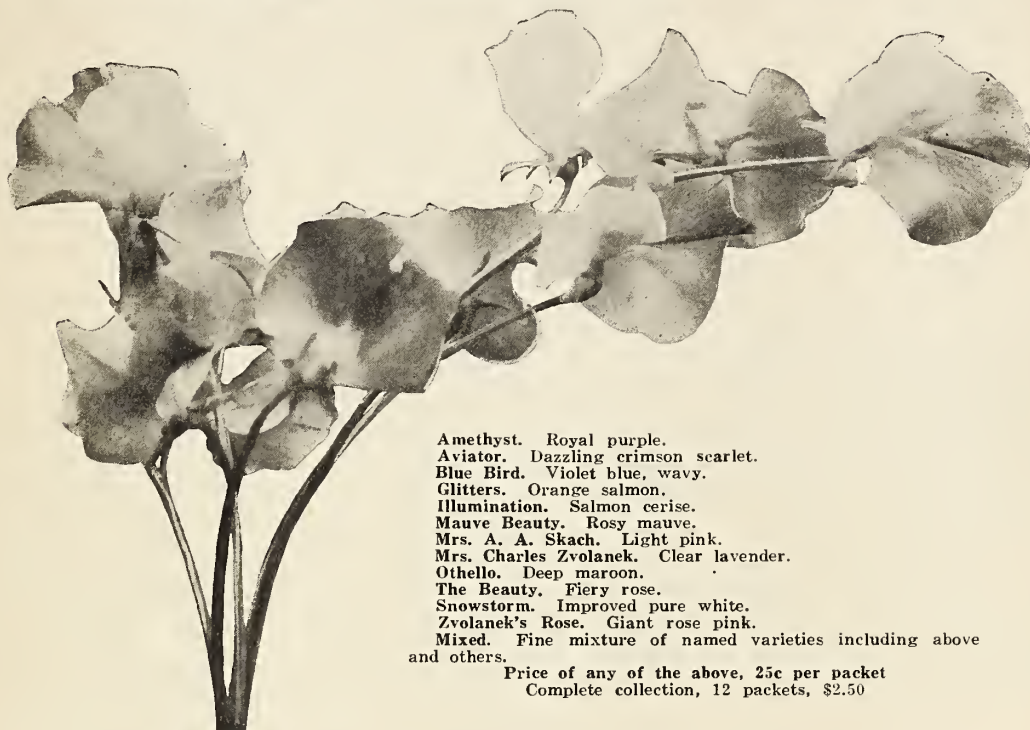 Amethyst. Royal purple.
Aviator. Dazzling crimson scarlet.
Blue Bird. Violet blue, wavy.
Glitters. Orange salmon.
Illumination. Salmon cerise.
Mauve Beauty. Rosy mauve.
Mrs. A. A. Skach. Light pink.
Mrs. Charles Zvolanek. Clear lavender.
Othello. Deep maroon.
The Beauty. Fiery rose.
Snowstorm. Improved pure white.
Zvolanek's Rose. Giant rose pink.
Mixed. Fine mixture of named varieties including above
and others.
Price of any of the above, 25c per packet
Complete collection, 12 packets, $2.50